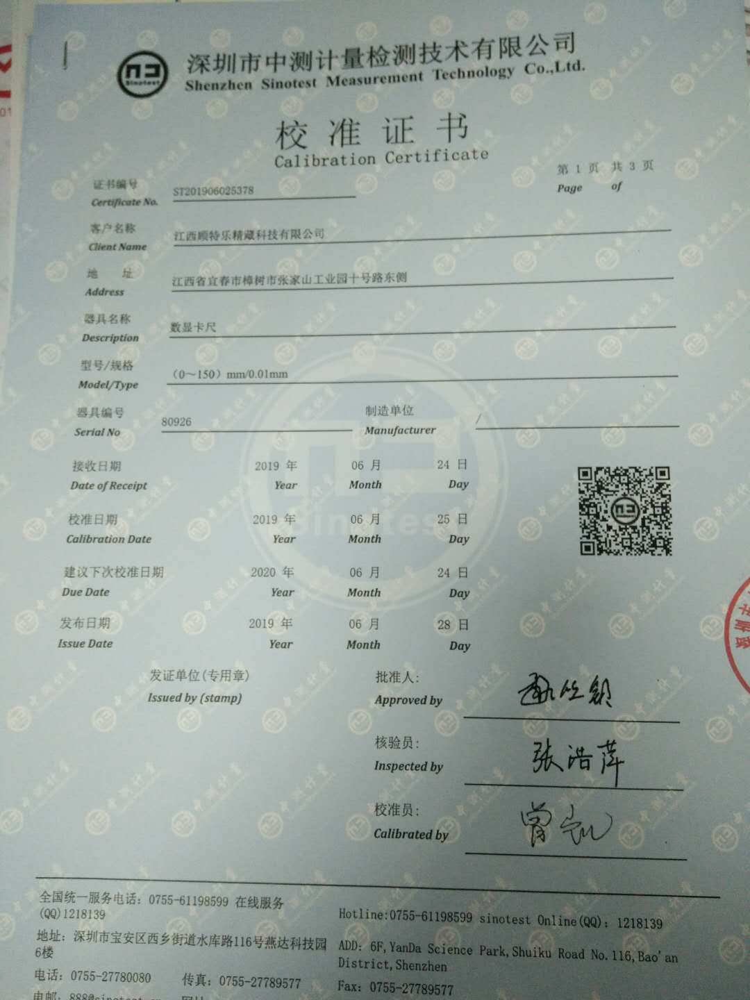 深圳市中测计量检测技术有限公司
Shenzhen Sinotest Measurement Technology Co.,Ltd.
校准证书
Calibration Certificate
第 1 页 共 3 页
Page of
证书编号 ST201906025378
Certificate No.
客户名称 江西顾特乐精藏科技有限公司
Client Name
地 址 江西省宜春市樟树市张家山工业园十号路东侧
Address
器具名称 数显卡尺
Description
型号/规格 (0～150)mm/0.01mm
Model/Type
器具编号 80926 制造单位 /
Serial No Manufacturer
接收日期 2019 年 06 月 24 日
Date of Receipt Year Month Day
校准日期 2019 年 06 月 25 日
Calibration Date Year Month Day
建议下次校准日期 2020 年 06 月 24 日
Due Date Year Month Day
发布日期 2019 年 06 月 28 日
Issue Date Year Month Day
发证单位(专用章) 批准人:
Issued by (stamp) Approved by
核验员: 张浩萍
Inspected by
校准员:
Calibrated by
全国统一服务电话: 0755-61198599 在线服务
(QQ)1218139
Hotline:0755-61198599 sinotest Online(QQ): 1218139
地址: 深圳市宝安区西乡街道水库路116号燕达科技园
6楼
ADD: 6F,YanDa Science Park,Shuiku Road No.116,Bao'an
District,Shenzhen
电话: 0755-27780080 传真: 0755-27789577
Fax: 0755-27789577